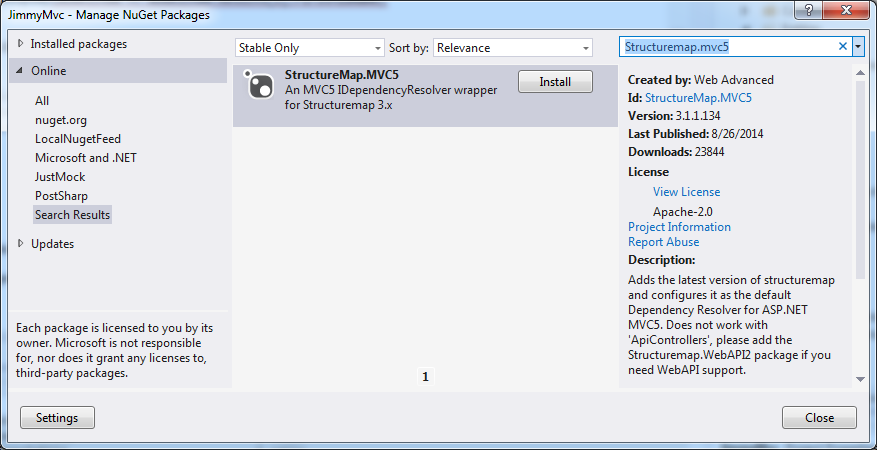 JimmyMvc - Manage NuGet Packages
?
Installed packages
Online
All
nuget.org
LocalNugetFeed
Microsoft and .NET
JustMock
PostSharp
Search Results
Updates
Each package is licensed to you by its
owner. Microsoft is not responsible
for, nor does it grant any licenses to,
third-party packages.
Stable Only
Sort by:
Relevance
StructureMap.MVC5
Install
An MVC5 IDependencyResolver wrapper
for Structuremap 3.x
1
Structuremap.mvc5
Created by: Web Advanced
Id: StructureMap.MVC5
Version: 3.1.1.134
Last Published: 8/26/2014
Downloads: 23844
License
View License
Apache-2.0
Project Information
Report Abuse
Description:
Adds the latest version of structuremap
and configures it as the default
Dependency Resolver for ASP.NET
MVC5. Does not work with
'ApiControllers', please add the
Structuremap.WebAPI2 package if you
need WebAPI support.
Settings
Close